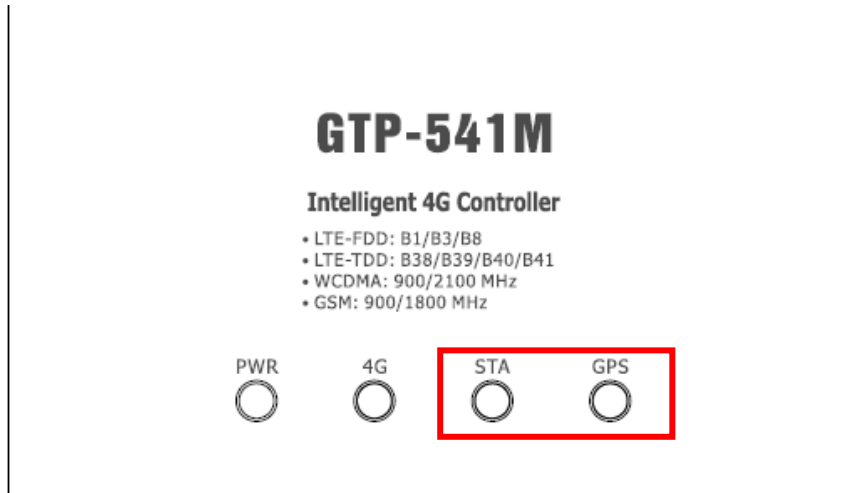 GTP-541M
Intelligent 4G Controller
• LTE-FDD: B1/B3/B8
• LTE-TDD: B38/B39/B40/B41
• WCDMA: 900/2100 MHz
• GSM: 900/1800 MHz
PWR 4G STA GPS